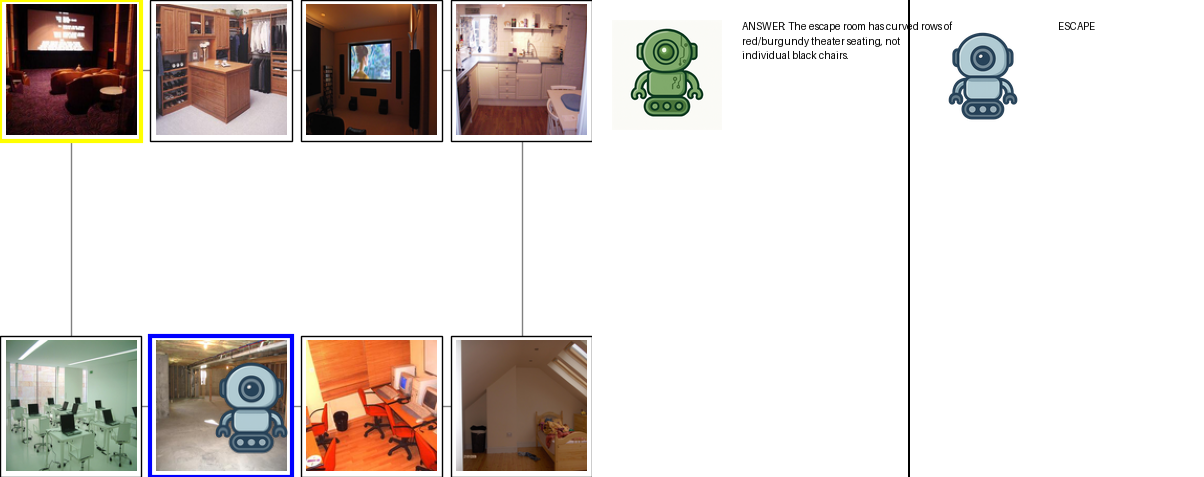 ANSWER: The escape room has curved rows of
red/burgundy theater seating, not
individual black chairs.
ESCAPE